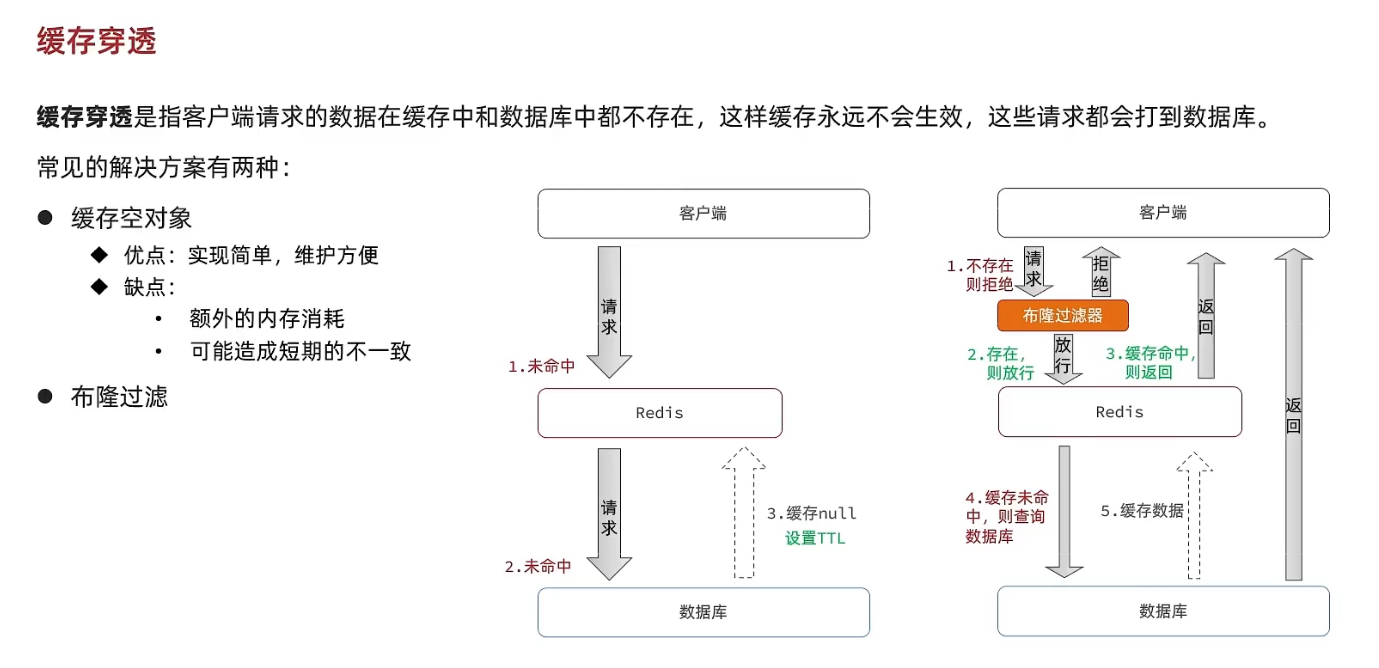 缓存穿透
缓存穿透是指客户端请求的数据在缓存中和数据库中都不存在，这样缓存永远不会生效，这些请求都会打到数据库。
常见的解决方案有两种：
● 缓存空对象
◆ 优点：实现简单，维护方便
◆ 缺点：
• 额外的内存消耗
• 可能造成短期的不一致
● 布隆过滤
客户端
请求
1.未命中
Redis
请求
2.未命中
3.缓存null
设置TTL
数据库
客户端
1.不存在
则拒绝
请求
拒绝
布隆过滤器
2.存在，
则放行
放行
3.缓存命中，
则返回
返回
Redis
返回
4.缓存未命
中，则查询
数据库
5.缓存数据
数据库